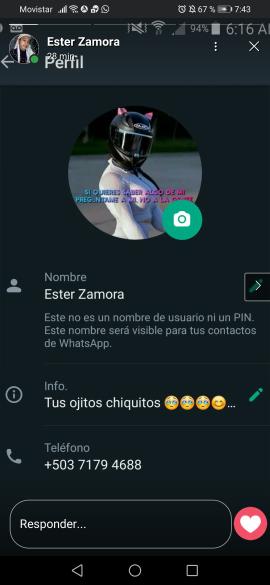 Movistar
67 %
7:43
94%
6:16 A
Ester Zamora
28 min
Perfil
SI QUIERES SABER ALGO DE MI
PREGUNTAME A MI, NO A LA GENTE
Nombre
Ester Zamora
Este no es un nombre de usuario ni un PIN.
Este nombre será visible para tus contactos
de WhatsApp.
Info.
Tus ojitos chiquitos 🥹🥹🥹😊...
Teléfono
+503 7179 4688
Responder...